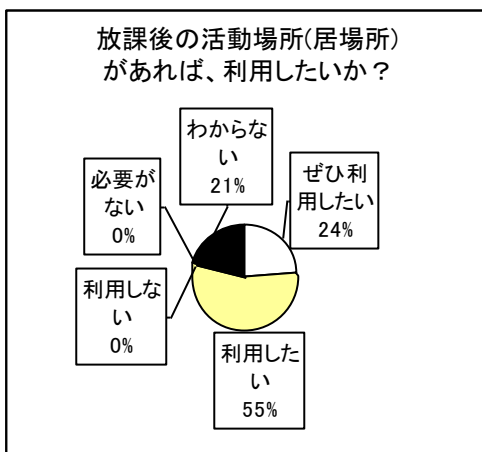 放課後の活動場所(居場所)
があれば、利用したいか？
わからな
い
21%
ぜひ利
用したい
24%
必要が
ない
0%
利用しな
い
0%
利用した
い
55%